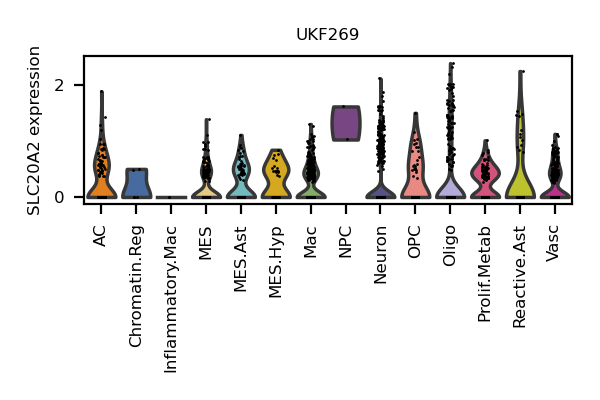 UKF269
SLC20A2 expression
2
0
AC
Chromatin.Reg
Inflammatory.Mac
MES
MES.Ast
MES.Hyp
Mac
NPC
Neuron
OPC
Oligo
Prolif.Metab
Reactive.Ast
Vasc